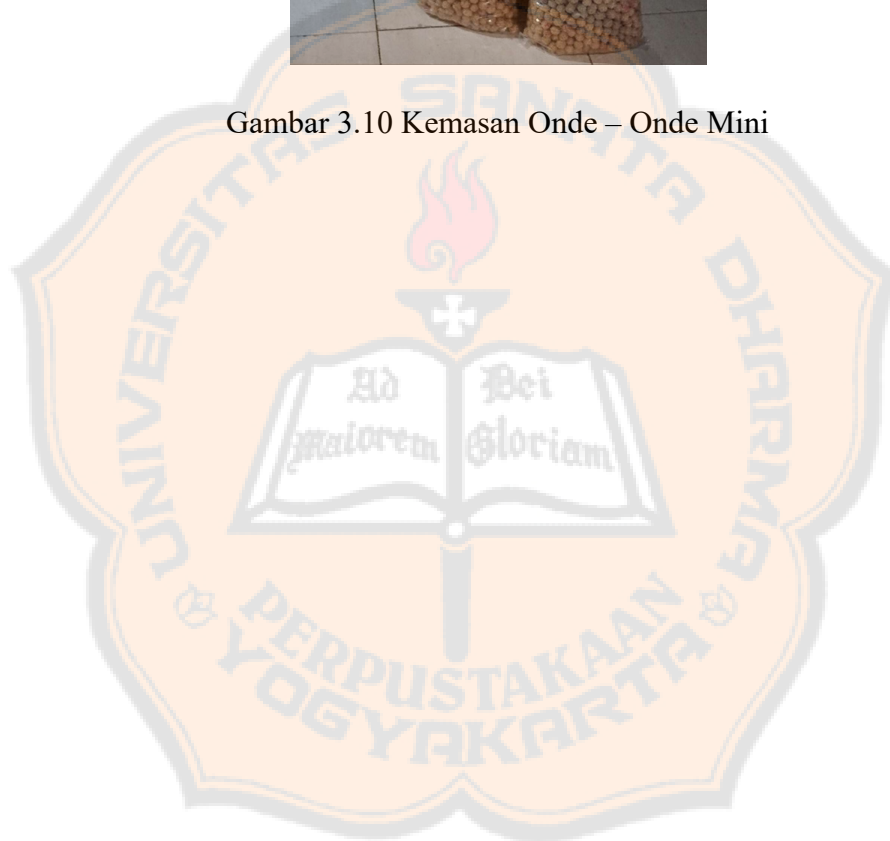 Gambar 3.10 Kemasan Onde – Onde Mini
UNIVERSITAS SANATA DHARMA
Ad Dei
Maiorem Gloriam
PERPUSTAKAAN
YOGYAKARTA